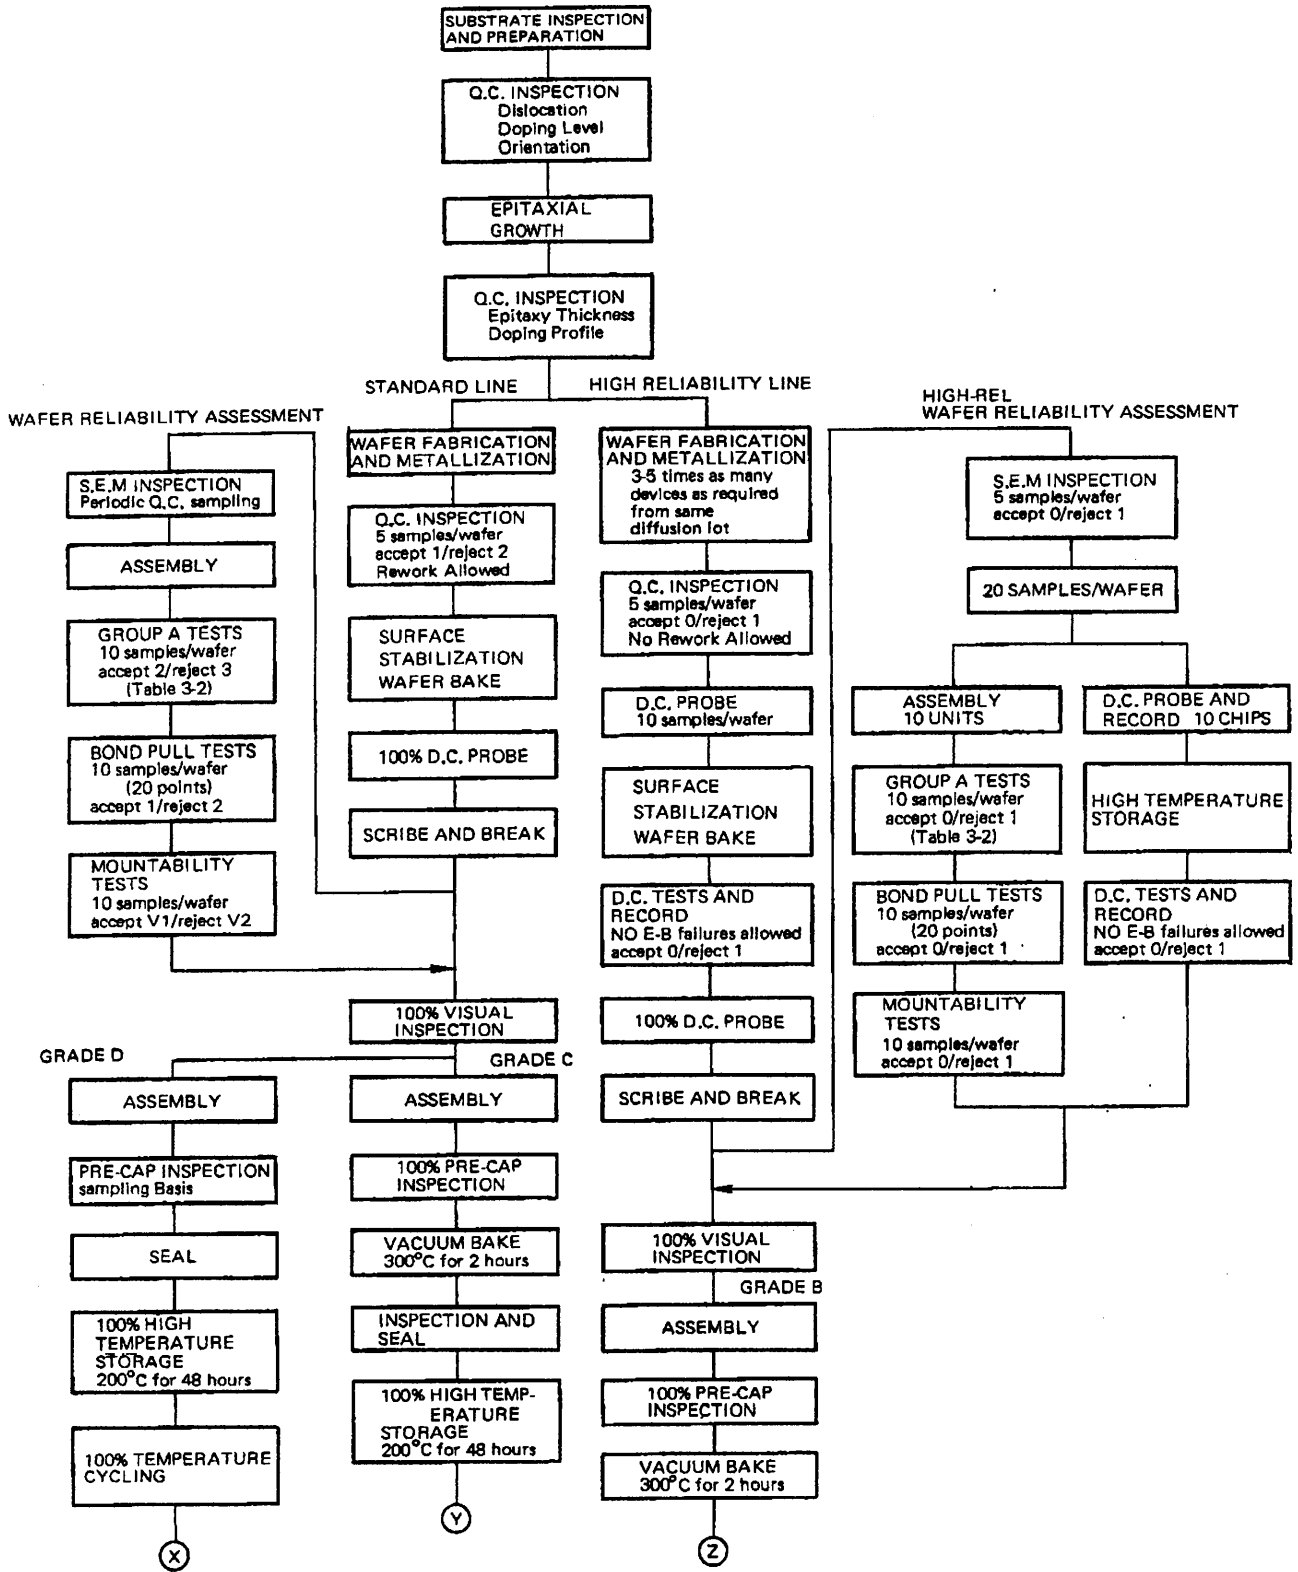 SUBSTRATE INSPECTION
AND PREPARATION
Q.C. INSPECTION
Dislocation
Doping Level
Orientation
EPITAXIAL
GROWTH
Q.C. INSPECTION
Epitaxy Thickness
Doping Profile
STANDARD LINE
HIGH RELIABILITY LINE
WAFER RELIABILITY ASSESSMENT
HIGH-REL
WAFER RELIABILITY ASSESSMENT
S.E.M INSPECTION
Periodic Q.C. sampling
ASSEMBLY
GROUP A TESTS
10 samples/wafer
accept 2/reject 3
(Table 3-2)
BOND PULL TESTS
10 samples/wafer
(20 points)
accept 1/reject 2
MOUNTABILITY
TESTS
10 samples/wafer
accept V1/reject V2
WAFER FABRICATION
AND METALLIZATION
Q.C. INSPECTION
5 samples/wafer
accept 1/reject 2
Rework Allowed
SURFACE
STABILIZATION
WAFER BAKE
100% D.C. PROBE
SCRIBE AND BREAK
100% VISUAL
INSPECTION
WAFER FABRICATION
AND METALLIZATION
3-5 times as many
devices as required
from same
diffusion lot
Q.C. INSPECTION
5 samples/wafer
accept 0/reject 1
No Rework Allowed
D.C. PROBE
10 samples/wafer
SURFACE
STABILIZATION
WAFER BAKE
D.C. TESTS AND
RECORD
NO E-B failures allowed
accept 0/reject 1
100% D.C. PROBE
SCRIBE AND BREAK
S.E.M INSPECTION
5 samples/wafer
accept 0/reject 1
20 SAMPLES/WAFER
ASSEMBLY
10 UNITS
GROUP A TESTS
10 samples/wafer
accept 0/reject 1
(Table 3-2)
BOND PULL TESTS
10 samples/wafer
(20 points)
accept 0/reject 1
MOUNTABILITY
TESTS
10 samples/wafer
accept 0/reject 1
D.C. PROBE AND
RECORD 10 CHIPS
HIGH TEMPERATURE
STORAGE
D.C. TESTS AND
RECORD
NO E-B failures allowed
accept 0/reject 1
GRADE D
ASSEMBLY
PRE-CAP INSPECTION
sampling Basis
SEAL
100% HIGH
TEMPERATURE
STORAGE
200°C for 48 hours
100% TEMPERATURE
CYCLING
X
GRADE C
ASSEMBLY
100% PRE-CAP
INSPECTION
VACUUM BAKE
300°C for 2 hours
INSPECTION AND
SEAL
100% HIGH TEMP-
ERATURE
STORAGE
200°C for 48 hours
Y
100% VISUAL
INSPECTION
GRADE B
ASSEMBLY
100% PRE-CAP
INSPECTION
VACUUM BAKE
300°C for 2 hours
Z